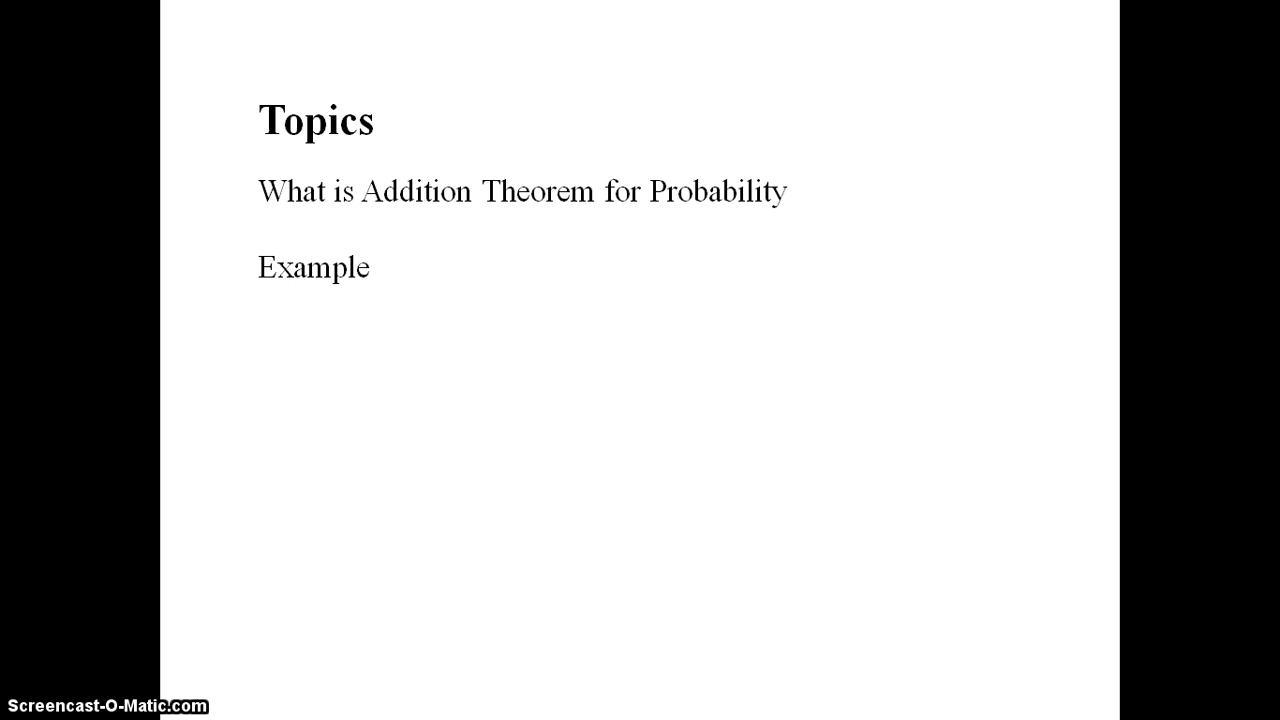 Topics
What is Addition Theorem for Probability
Example
Screencast-O-Matic.com